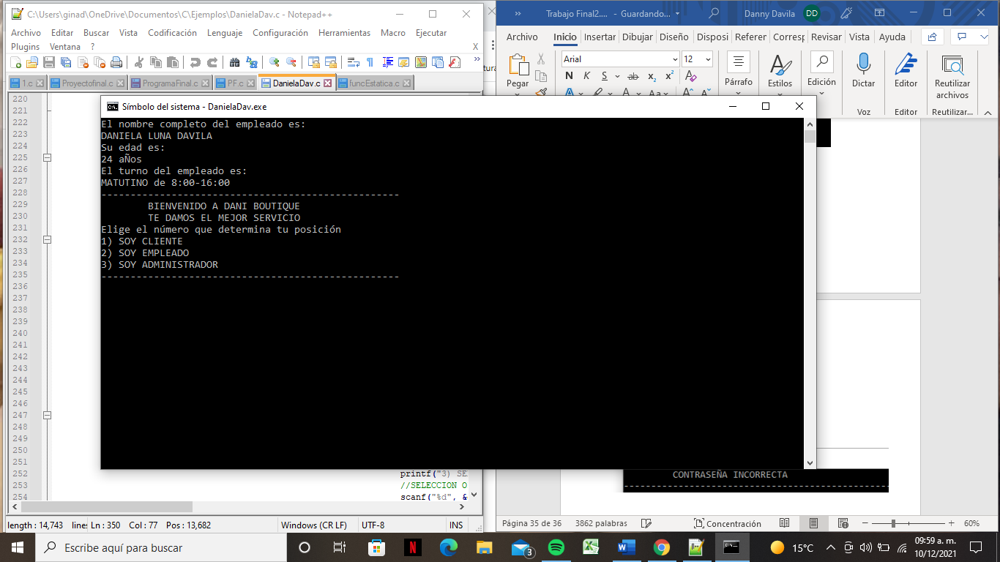 C:\Users\ginad\OneDrive\Documentos\C\Ejemplos\DanielaDav.c - Notepad++
Archivo Editar Buscar Vista Codificación Lenguaje Configuración Herramientas Macro Ejecutar
Plugins Ventana ? X
1.c Proyectofinal.c ProgramaFinal.c PF.c DanielaDav.c funcEstatica.c
220
221
222
223
224
225
226
227
228
229
230
231
232
233
234
235
236
237
238
239
240
241
242
243
244
245
246
247
248
249
250
251
252 printf("3) SE
253 //SELECCION O
254 scanf("%d", &
length : 14,743 lines Ln : 350 Col : 77 Pos : 13,682 Windows (CR LF) UTF-8 INS
Trabajo Final2.... - Guardando... Danny Davila DD
Archivo Inicio Insertar Dibujar Diseño Disposi Referer Corresp Revisar Vista Ayuda
Arial 12
Pegar N K S ab x₂ x² A Párrafo Estilos Edición Dictar Editor Reutilizar archivos
Voz Editor Reutilizar...
Símbolo del sistema - DanielaDav.exe
El nombre completo del empleado es:
DANIELA LUNA DAVILA
Su edad es:
24 aÑos
El turno del empleado es:
MATUTINO de 8:00-16:00
---------------------------------------------------
BIENVENIDO A DANI BOUTIQUE
TE DAMOS EL MEJOR SERVICIO
Elige el número que determina tu posición
1) SOY CLIENTE
2) SOY EMPLEADO
3) SOY ADMINISTRADOR
---------------------------------------------------
CONTRASEÑA INCORRECTA
Página 35 de 36 3862 palabras Concentración 60%
Escribe aquí para buscar
3
15°C
09:59 a. m.
10/12/2021